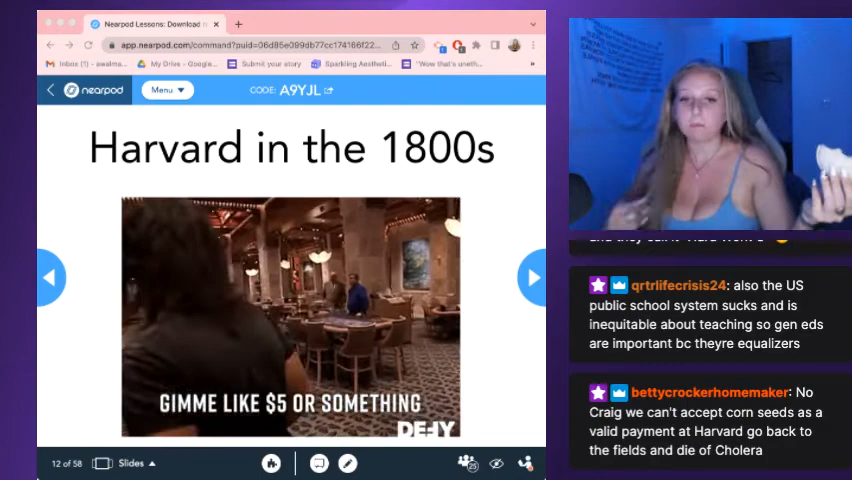 Nearpod Lessons: Download r
app.nearpod.com/command?puid=06d85e099db77cc174166f22...
Inbox (1) - awalma...
My Drive - Google...
Submit your story
Sparkling Aestheti...
"Wow that's uneth...
nearpod
Menu
CODE: A9YJL
Harvard in the 1800s
GIMME LIKE $5 OR SOMETHING
DEFY
12 of 58
Slides
25
qrtrlifecrisis24: also the US
public school system sucks and is
inequitable about teaching so gen eds
are important bc theyre equalizers
bettycrockerhomemaker: No
Craig we can't accept corn seeds as a
valid payment at Harvard go back to
the fields and die of Cholera